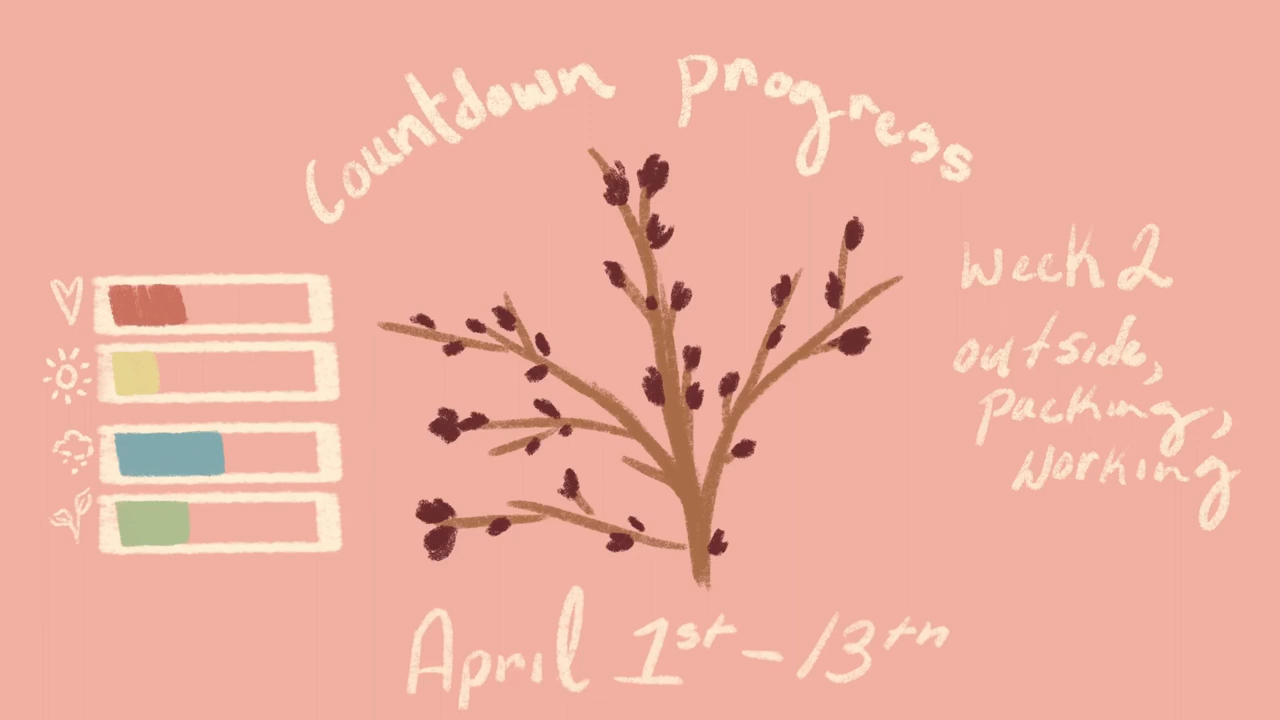 Countdown progress
Week 2
outside,
packing,
working
April 1st-13th